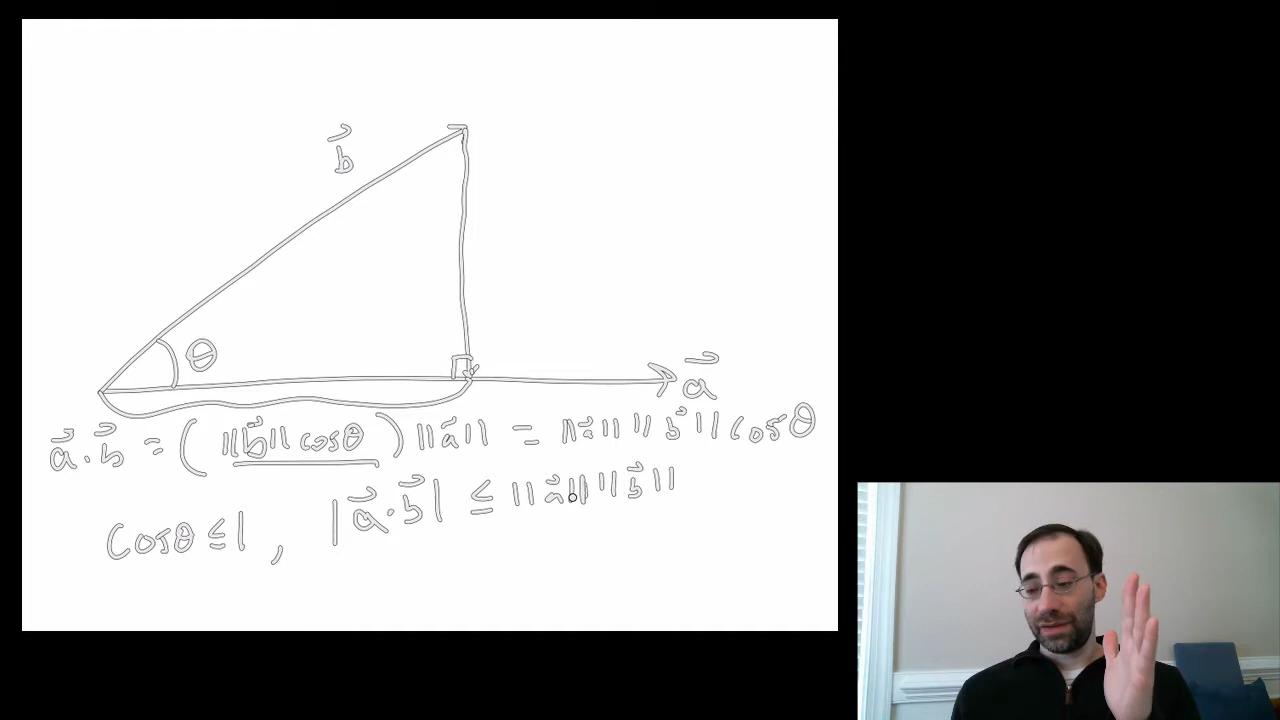 b⃗
θ
a⃗
a⃗·b⃗ = (‖b⃗‖ cosθ) ‖a⃗‖ = ‖a⃗‖ ‖b⃗‖ cosθ
|a⃗·b⃗| ≤ ‖a⃗‖ ‖b⃗‖
cosθ ≤ 1 ,